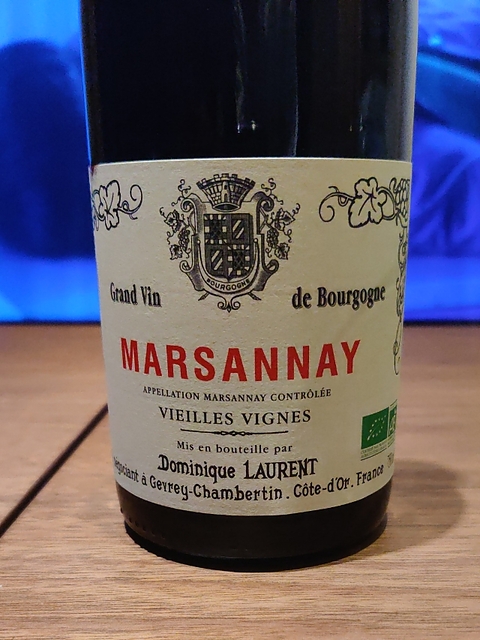 BOURGOGNE
Grand Vin de Bourgogne
MARSANNAY
APPELLATION MARSANNAY CONTRÔLÉE
VIEILLES VIGNES
Mis en bouteille par
Dominique LAURENT
à Gevrey-Chambertin . Côte-d'Or. France